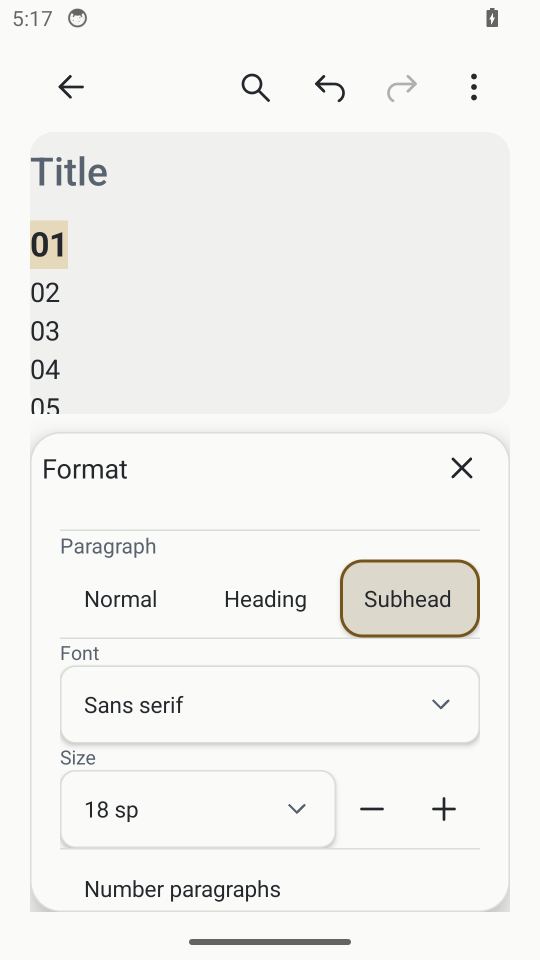 5:17
Title
01
02
03
04
05
Format
Paragraph
Normal Heading Subhead
Font
Sans serif
Size
18 sp
Number paragraphs